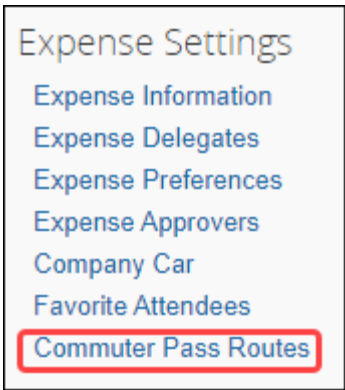 Expense Settings
Expense Information
Expense Delegates
Expense Preferences
Expense Approvers
Company Car
Favorite Attendees
Commuter Pass Routes